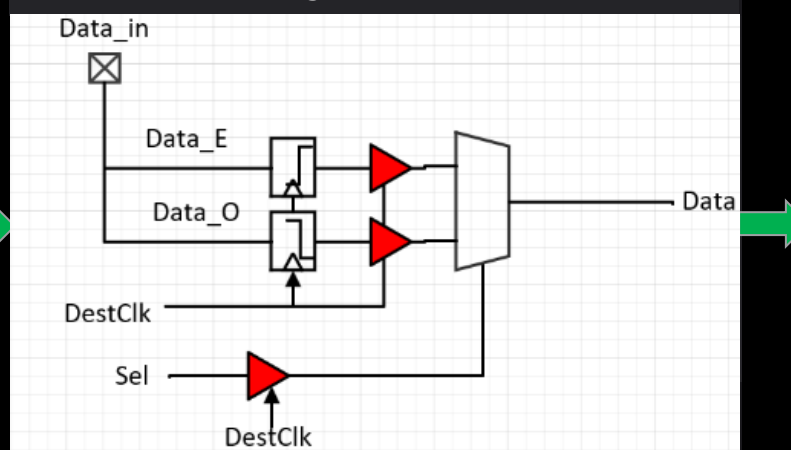 Data_in
Data_E
Data_O
Data
DestClk
Sel
DestClk